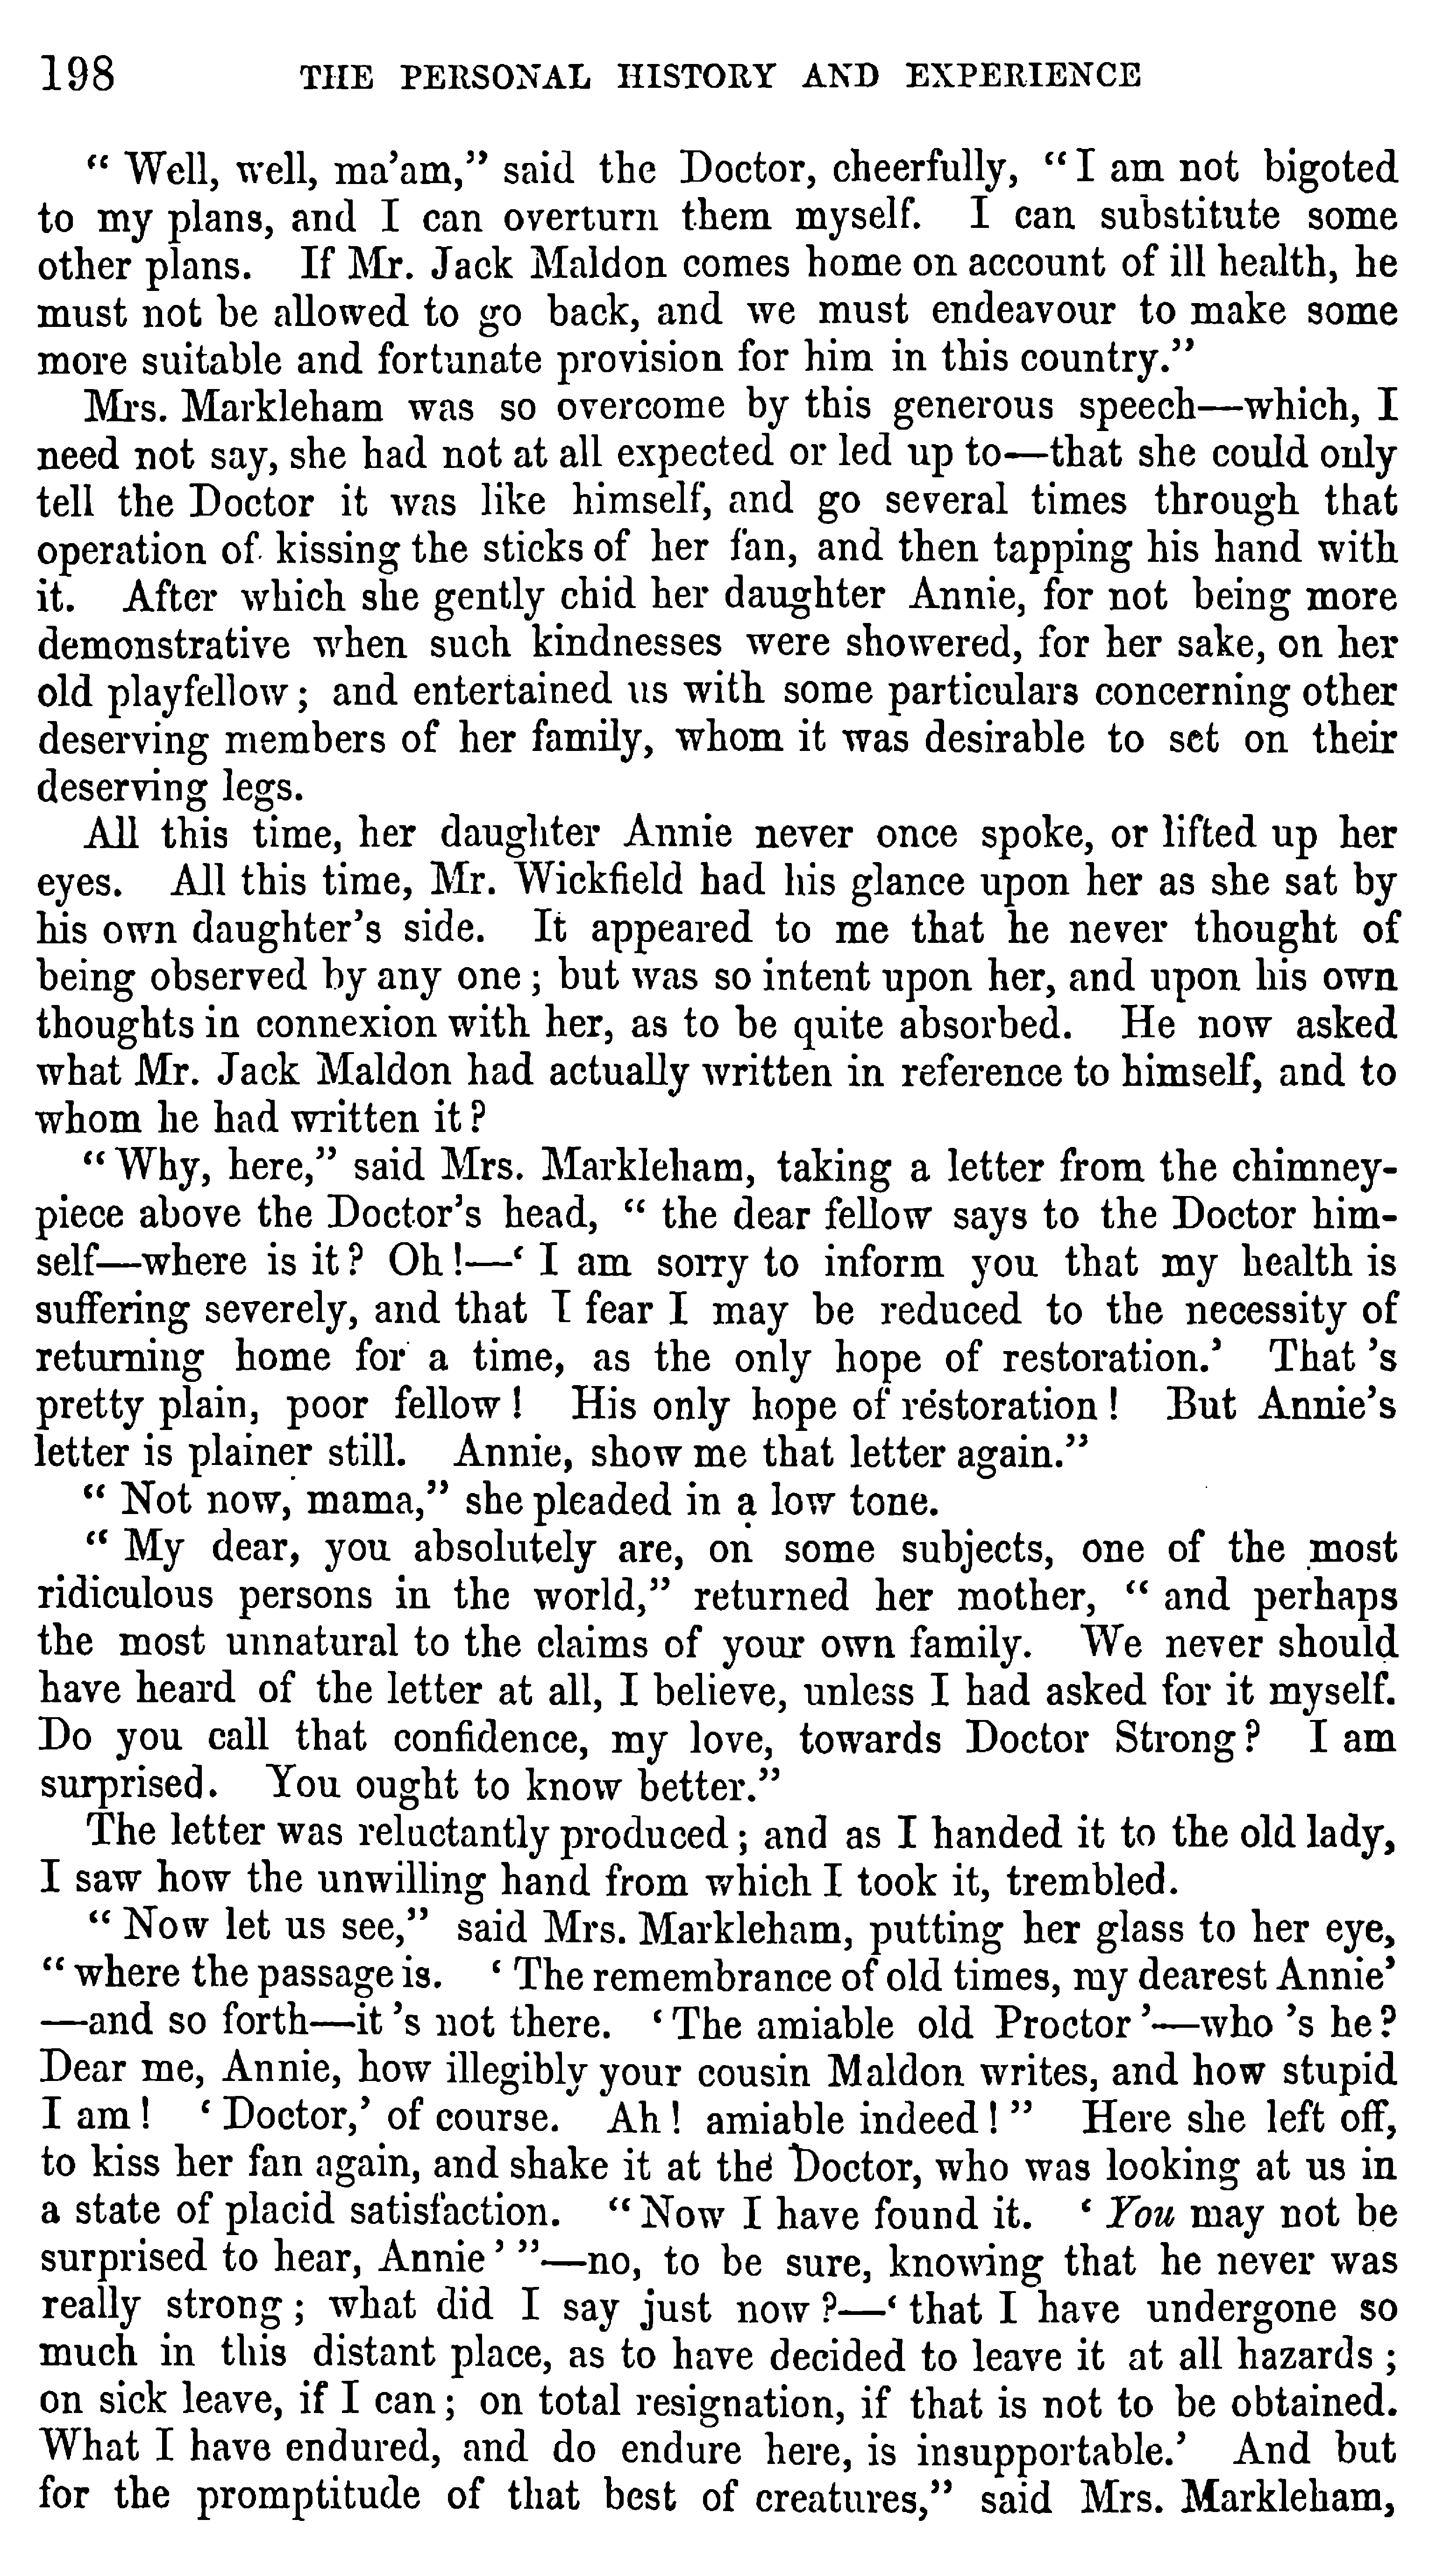 198 THE PERSONAL HISTORY AND EXPERIENCE
“ Well, well, ma’am,” said the Doctor, cheerfully, “ I am not bigoted
to my plans, and I can overturn them myself. I can substitute some
other plans. If Mr. Jack Maldon comes home on account of ill health, he
must not be allowed to go back, and we must endeavour to make some
more suitable and fortunate provision for him in this country.”
Mrs. Markleham was so overcome by this generous speech—which, I
need not say, she had not at all expected or led up to—that she could only
tell the Doctor it was like himself, and go several times through that
operation of kissing the sticks of her fan, and then tapping his hand with
it. After which she gently chid her daughter Annie, for not being more
demonstrative when such kindnesses were showered, for her sake, on her
old playfellow ; and entertained us with some particulars concerning other
deserving members of her family, whom it was desirable to set on their
deserving legs.
All this time, her daughter Annie never once spoke, or lifted up her
eyes. All this time, Mr. Wickfield had his glance upon her as she sat by
his own daughter’s side. It appeared to me that he never thought of
being observed by any one ; but was so intent upon her, and upon his own
thoughts in connexion with her, as to be quite absorbed. He now asked
what Mr. Jack Maldon had actually written in reference to himself, and to
whom he had written it ?
“ Why, here,” said Mrs. Markleham, taking a letter from the chimney-
piece above the Doctor’s head, “ the dear fellow says to the Doctor him-
self—where is it ? Oh !—‘ I am sorry to inform you that my health is
suffering severely, and that I fear I may be reduced to the necessity of
returning home for a time, as the only hope of restoration.’ That ’s
pretty plain, poor fellow ! His only hope of restoration ! But Annie’s
letter is plainer still. Annie, show me that letter again.”
“ Not now, mama,” she pleaded in a low tone.
“ My dear, you absolutely are, on some subjects, one of the most
ridiculous persons in the world,” returned her mother, “ and perhaps
the most unnatural to the claims of your own family. We never should
have heard of the letter at all, I believe, unless I had asked for it myself.
Do you call that confidence, my love, towards Doctor Strong ? I am
surprised. You ought to know better.”
The letter was reluctantly produced ; and as I handed it to the old lady,
I saw how the unwilling hand from which I took it, trembled.
“ Now let us see,” said Mrs. Markleham, putting her glass to her eye,
“ where the passage is. ‘ The remembrance of old times, my dearest Annie’
—and so forth—it ’s not there. ‘ The amiable old Proctor ’—who ’s he ?
Dear me, Annie, how illegibly your cousin Maldon writes, and how stupid
I am ! ‘ Doctor,’ of course. Ah ! amiable indeed ! ” Here she left off,
to kiss her fan again, and shake it at the Doctor, who was looking at us in
a state of placid satisfaction. “ Now I have found it. ‘ You may not be
surprised to hear, Annie ’ ”—no, to be sure, knowing that he never was
really strong ; what did I say just now ?—‘ that I have undergone so
much in this distant place, as to have decided to leave it at all hazards ;
on sick leave, if I can ; on total resignation, if that is not to be obtained.
What I have endured, and do endure here, is insupportable.’ And but
for the promptitude of that best of creatures,” said Mrs. Markleham,